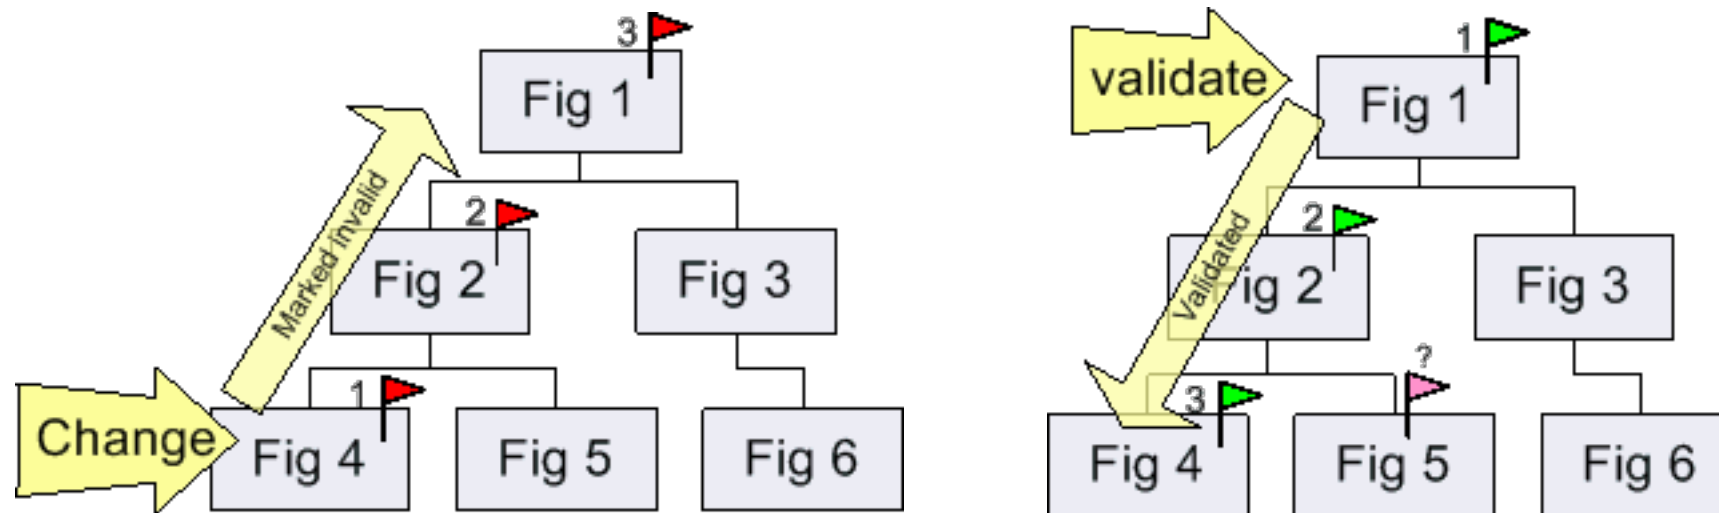 3
Fig 1
Marked invalid
2
Fig 2
Fig 3
Change
1
Fig 4
Fig 5
Fig 6
validate
1
Fig 1
Validated
2
Fig 2
Fig 3
3
Fig 4
?
Fig 5
Fig 6